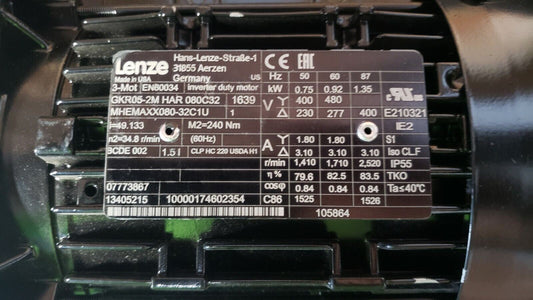 Lenze
Made in USA
Hans-Lenze-Straße-1
31855 Aerzen
Germany
US
CE EAC
Hz 50 60 87
3-Mot EN60034 inverter duty motor
kW 0.75 0.92 1.35
GKR05-2M HAR 080C32 1639
V 400 480
MHEMAXX080-32C1U 1
230 277 400 E210321
i=49.133 M2=240 Nm
IE2
n2=34.8 r/min (60Hz)
A 1.80 1.80 S1
BCDE 002 1.5 l CLP HC 220 USDA H1
3.10 3.10 3.10 Iso CLF
r/min 1,410 1,710 2,520 IP55
η% 79.6 82.5 83.5 TKO
07773867
cosφ 0.84 0.84 0.84 Ta≤40°C
13405215 10000174602354 C86 1525 1526
105864